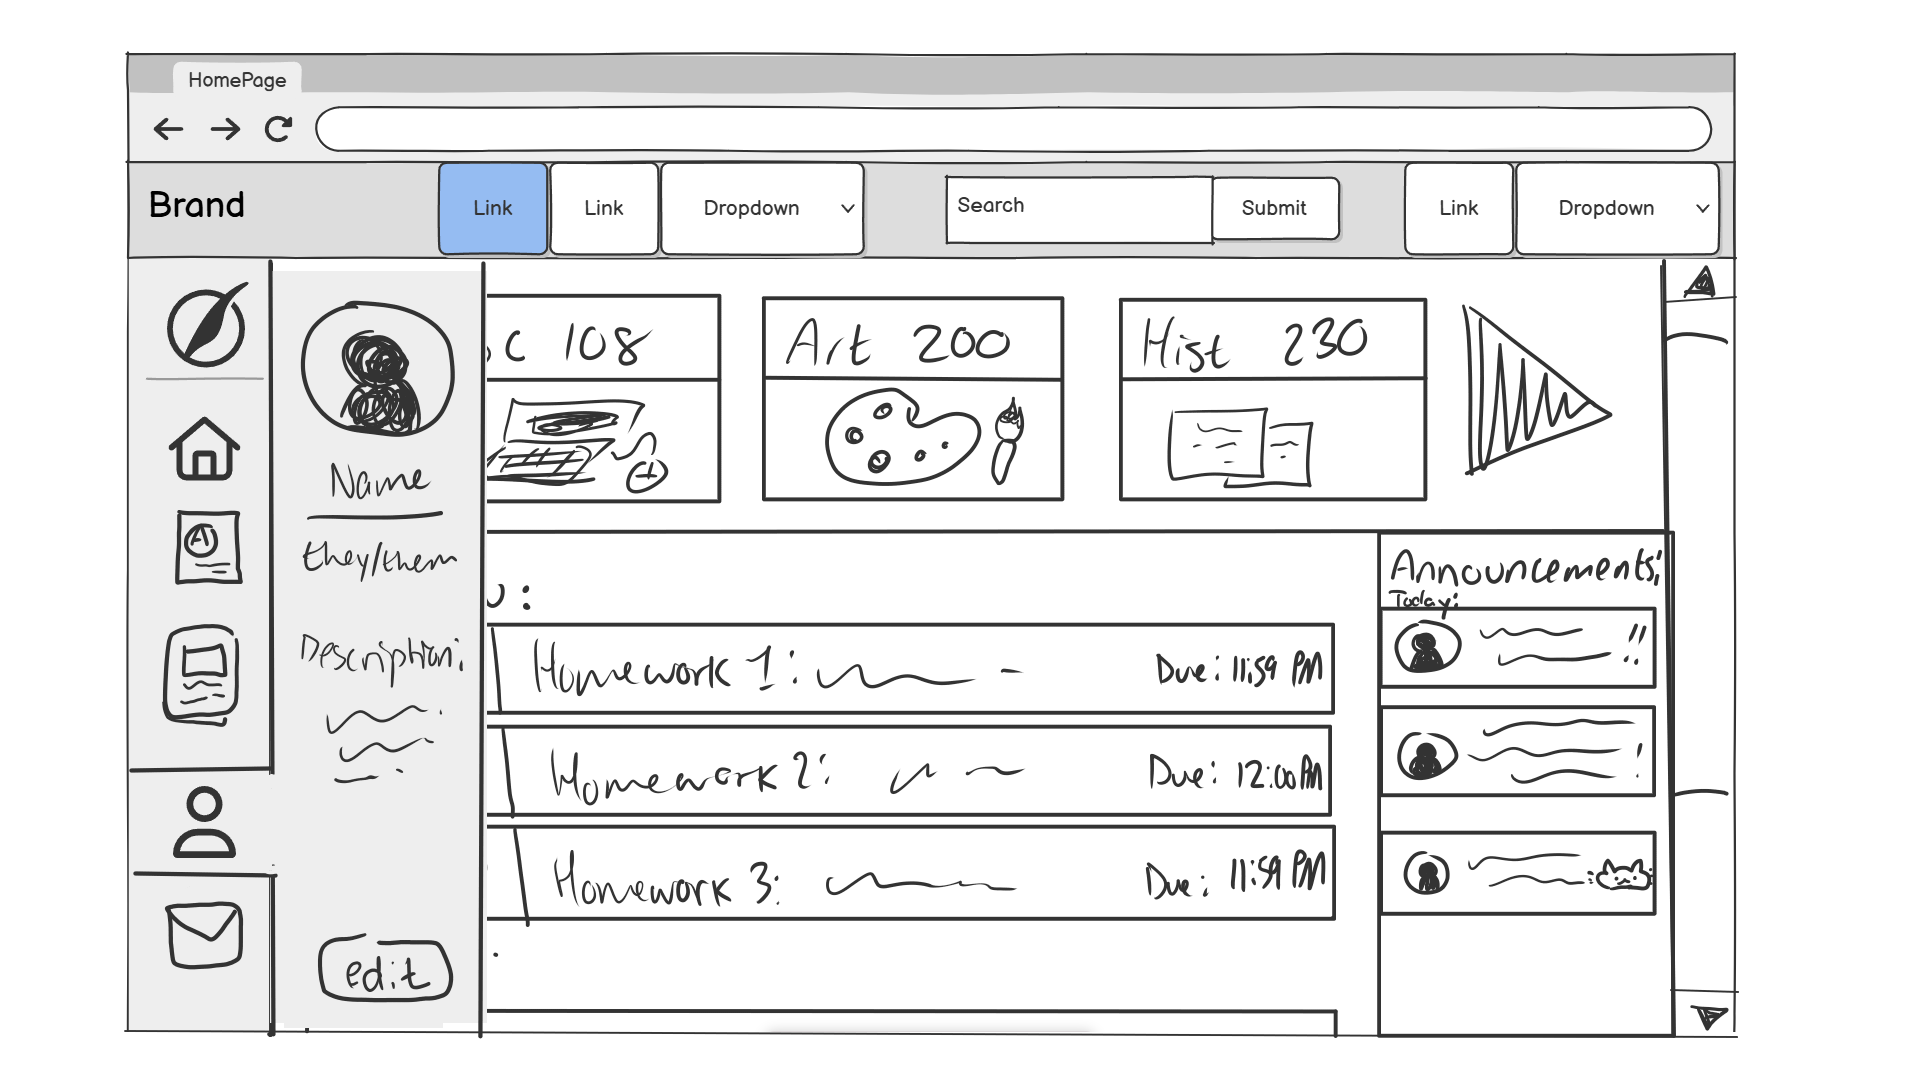 HomePage
Brand
Link
Link
Dropdown
Search
Submit
Link
Dropdown
C 108
Art 200
Hist 230
A
+
Name
they/them
Description:
edit
:
Homework 1:
Due: 11:59 PM
Homework 2:
Due: 12:00 PM
Homework 3:
Due: 11:59 PM
Announcements:
Today:
!!
!